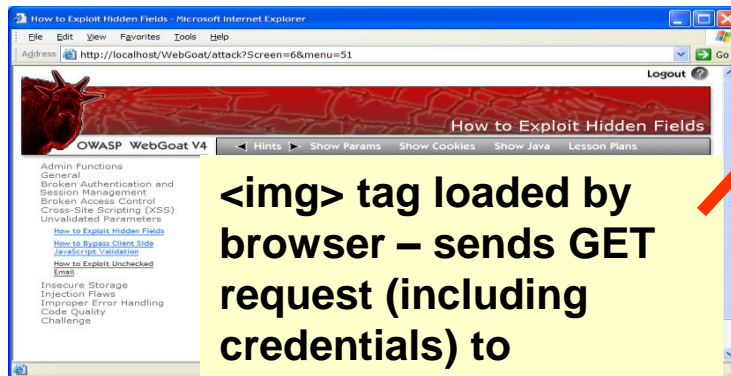 How to Exploit Hidden Fields - Microsoft Internet Explorer
File Edit View Favorites Tools Help
Address http://localhost/WebGoat/attack?Screen=6&menu=51 Go
Logout ?
How to Exploit Hidden Fields
OWASP WebGoat V4 Hints Show Params Show Cookies Show Java Lesson Plans
Admin Functions
General
Broken Authentication and
Session Management
Broken Access Control
Cross-Site Scripting (XSS)
Unvalidated Parameters
How to Exploit Hidden Fields
How to Bypass Client Side
JavaScript Validation
How to Exploit Unchecked
Email
Insecure Storage
Injection Flaws
Improper Error Handling
Code Quality
Challenge
<img> tag loaded by
browser – sends GET
request (including
credentials) to